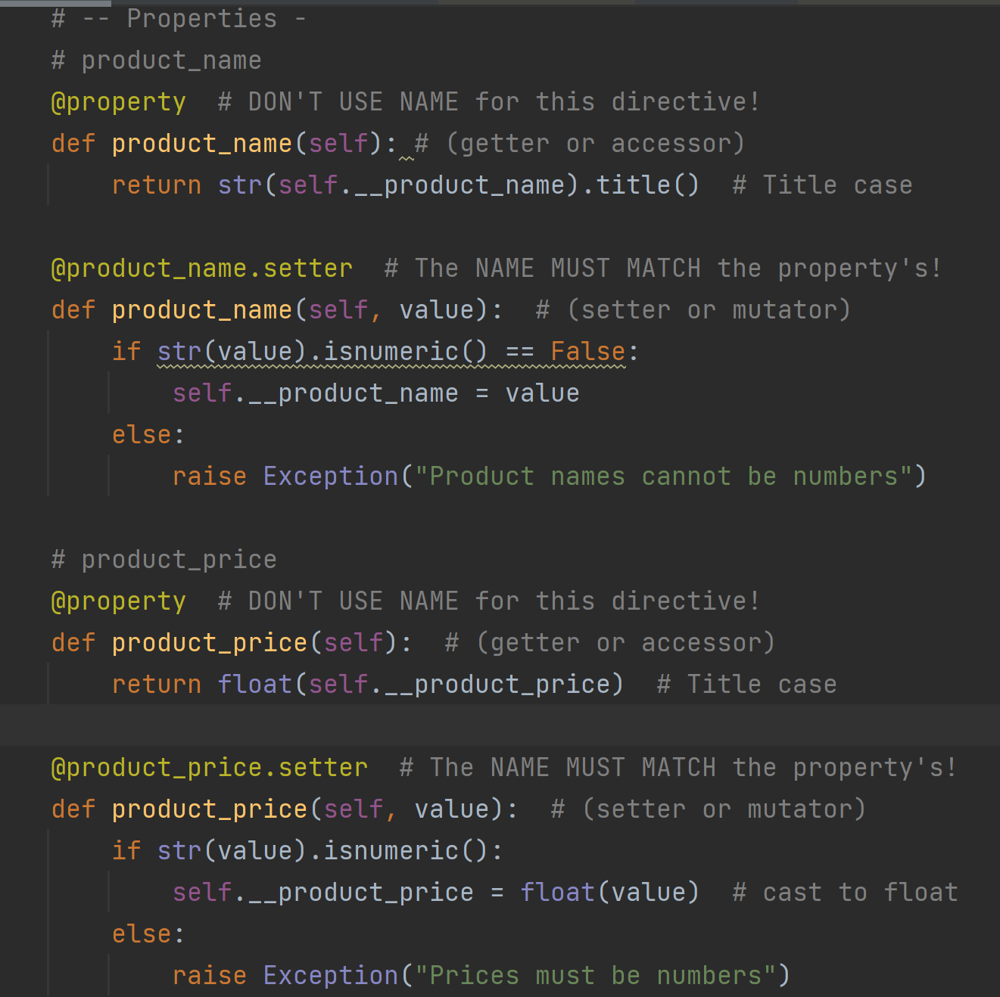 # -- Properties -
# product_name
@property  # DON'T USE NAME for this directive!
def product_name(self): # (getter or accessor)
    return str(self.__product_name).title()  # Title case

@product_name.setter  # The NAME MUST MATCH the property's!
def product_name(self, value):  # (setter or mutator)
    if str(value).isnumeric() == False:
        self.__product_name = value
    else:
        raise Exception("Product names cannot be numbers")

# product_price
@property  # DON'T USE NAME for this directive!
def product_price(self):  # (getter or accessor)
    return float(self.__product_price)  # Title case

@product_price.setter  # The NAME MUST MATCH the property's!
def product_price(self, value):  # (setter or mutator)
    if str(value).isnumeric():
        self.__product_price = float(value)  # cast to float
    else:
        raise Exception("Prices must be numbers")